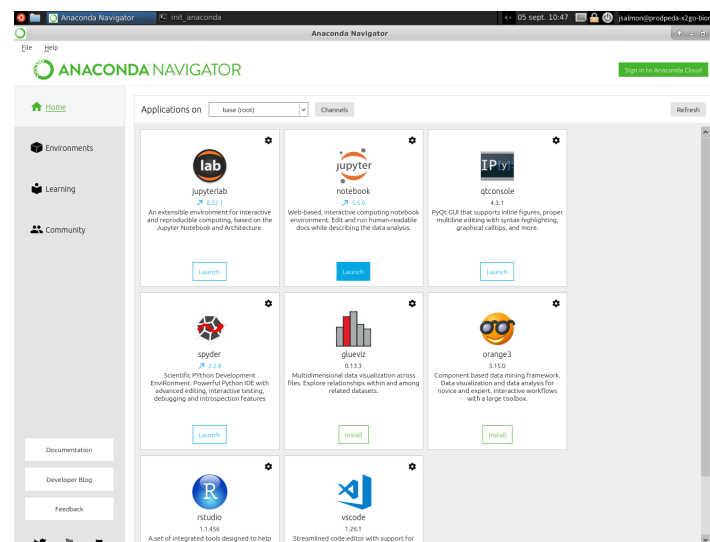 Anaconda Navigator
init_anaconda
05 sept. 10:47
jsalmon@prodpeda-x2go-bion
Anaconda Navigator
File Help
ANACONDA NAVIGATOR
Sign in to Anaconda Cloud
Home
Environments
Learning
Community
Documentation
Developer Blog
Feedback
Applications on
base (root)
Channels
Refresh
lab
jupyterlab
0.32.1
An extensible environment for interactive
and reproducible computing, based on the
Jupyter Notebook and Architecture.
Launch
jupyter
notebook
5.5.0
Web-based, interactive computing notebook
environment. Edit and run human-readable
docs while describing the data analysis.
Launch
IP[y]:
qtconsole
4.3.1
PyQt GUI that supports inline figures, proper
multiline editing with syntax highlighting,
graphical calltips, and more.
Launch
spyder
3.2.8
Scientific PYthon Development
EnviRonment. Powerful Python IDE with
advanced editing, interactive testing,
debugging and introspection features
Launch
glueviz
0.13.3
Multidimensional data visualization across
files. Explore relationships within and among
related datasets.
Install
orange3
3.15.0
Component based data mining framework.
Data visualization and data analysis for
novice and expert. Interactive workflows
with a large toolbox.
Install
R
rstudio
1.1.456
A set of integrated tools designed to help
vscode
1.26.1
Streamlined code editor with support for